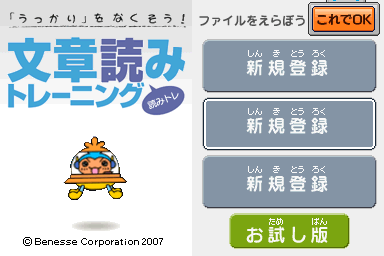 「うっかり」をなくそう!
文章読み
トレーニング
読みトレ
© Benesse Corporation 2007
ファイルをえらぼう
これでOK
しん き とう ろく
新規登録
しん き とう ろく
新規登録
しん き とう ろく
新規登録
ため ばん
お試し版